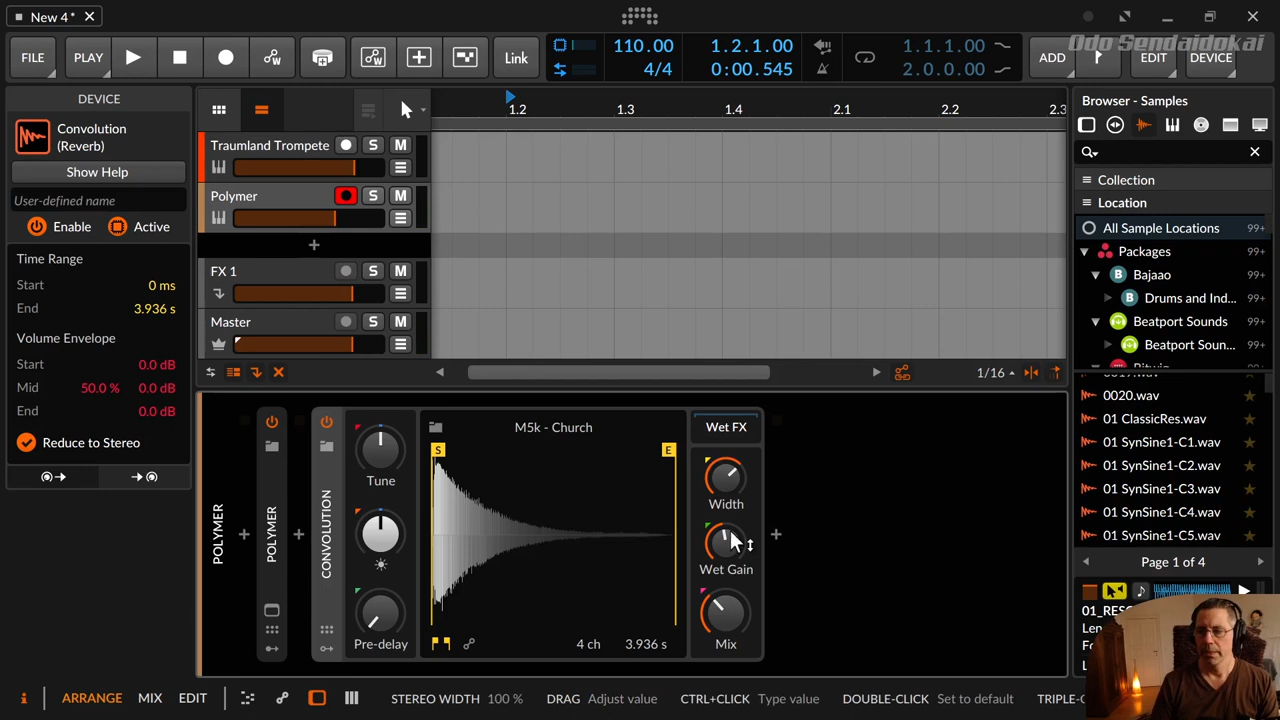 New 4*
FILE
PLAY
Link
110.00
4/4
1.2.1.00
0:00.545
1.1.1.00
2.0.0.00
Odo Sendaidokai
ADD
EDIT
DEVICE
DEVICE
Convolution
(Reverb)
Show Help
User-defined name
Enable
Active
Time Range
Start 0 ms
End 3.936 s
Volume Envelope
Start 0.0 dB
Mid 50.0 % 0.0 dB
End 0.0 dB
Reduce to Stereo
1.2 1.3 1.4 2.1 2.2 2.3
Traumland Trompete S M
Polymer S M
+
FX 1 S M
Master S M
1/16
Browser - Samples
Collection
Location
All Sample Locations 99+
Packages 99+
Bajaao 99+
Drums and Ind... 99+
Beatport Sounds 99+
Beatport Soun... 99+
0020.wav
01 ClassicRes.wav
01 SynSine1-C1.wav
01 SynSine1-C2.wav
01 SynSine1-C3.wav
01 SynSine1-C4.wav
01 SynSine1-C5.wav
Page 1 of 4
POLYMER
POLYMER
CONVOLUTION
Tune
Pre-delay
M5k - Church
S
E
4 ch 3.936 s
Wet FX
Width
Wet Gain
Mix
i ARRANGE MIX EDIT
STEREO WIDTH 100 % DRAG Adjust value CTRL+CLICK Type value DOUBLE-CLICK Set to default